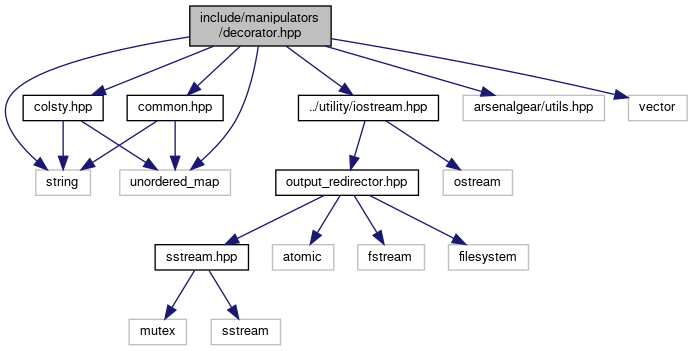 include/manipulators
/decorator.hpp
colsty.hpp
common.hpp
../utility/iostream.hpp
arsenalgear/utils.hpp
vector
string
unordered_map
output_redirector.hpp
ostream
sstream.hpp
atomic
fstream
filesystem
mutex
sstream